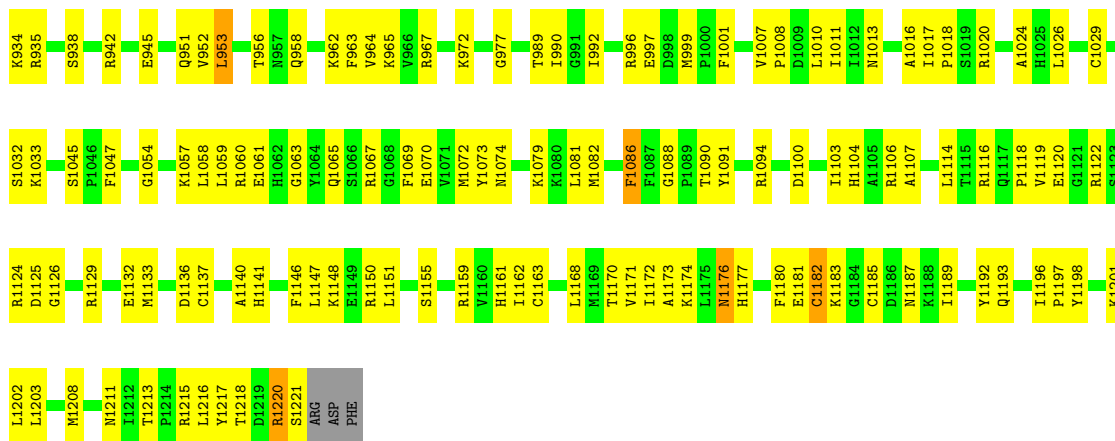 K934 R935 S938 R942 E945 Q951 V952 L953 T956 N957 Q958 K962 F963 V964 K965 V966 R967 K972 G977 T989 I990 G991 I992 R996 E997 D998 M999 P1000 F1001 V1007 P1008 D1009 L1010 I1011 I1012 N1013 A1016 I1017 P1018 S1019 R1020 A1024 H1025 L1026 C1029
S1032 K1033 S1045 P1046 F1047 G1054 K1057 L1058 L1059 R1060 E1061 H1062 G1063 Y1064 Q1065 S1066 R1067 G1068 F1069 E1070 V1071 M1072 Y1073 N1074 K1079 K1080 L1081 M1082 F1086 F1087 G1088 P1089 T1090 Y1091 R1094 D1100 I1103 H1104 A1105 R1106 A1107 L1114 T1115 R1116 Q1117 P1118 V1119 E1120 G1121 R1122 S1123
R1124 D1125 G1126 R1129 E1132 M1133 D1136 C1137 A1140 H1141 F1146 L1147 K1148 E1149 R1150 L1151 S1155 R1159 V1160 H1161 I1162 C1163 L1168 M1169 T1170 V1171 I1172 A1173 K1174 L1175 N1176 H1177 F1180 E1181 C1182 K1183 G1184 C1185 D1186 N1187 K1188 I1189 Y1192 Q1193 I1196 P1197 Y1198 K1201
L1202 L1203 M1208 N1211 I1212 T1213 P1214 R1215 L1216 Y1217 T1218 D1219 R1220 S1221 ARG ASP PHE